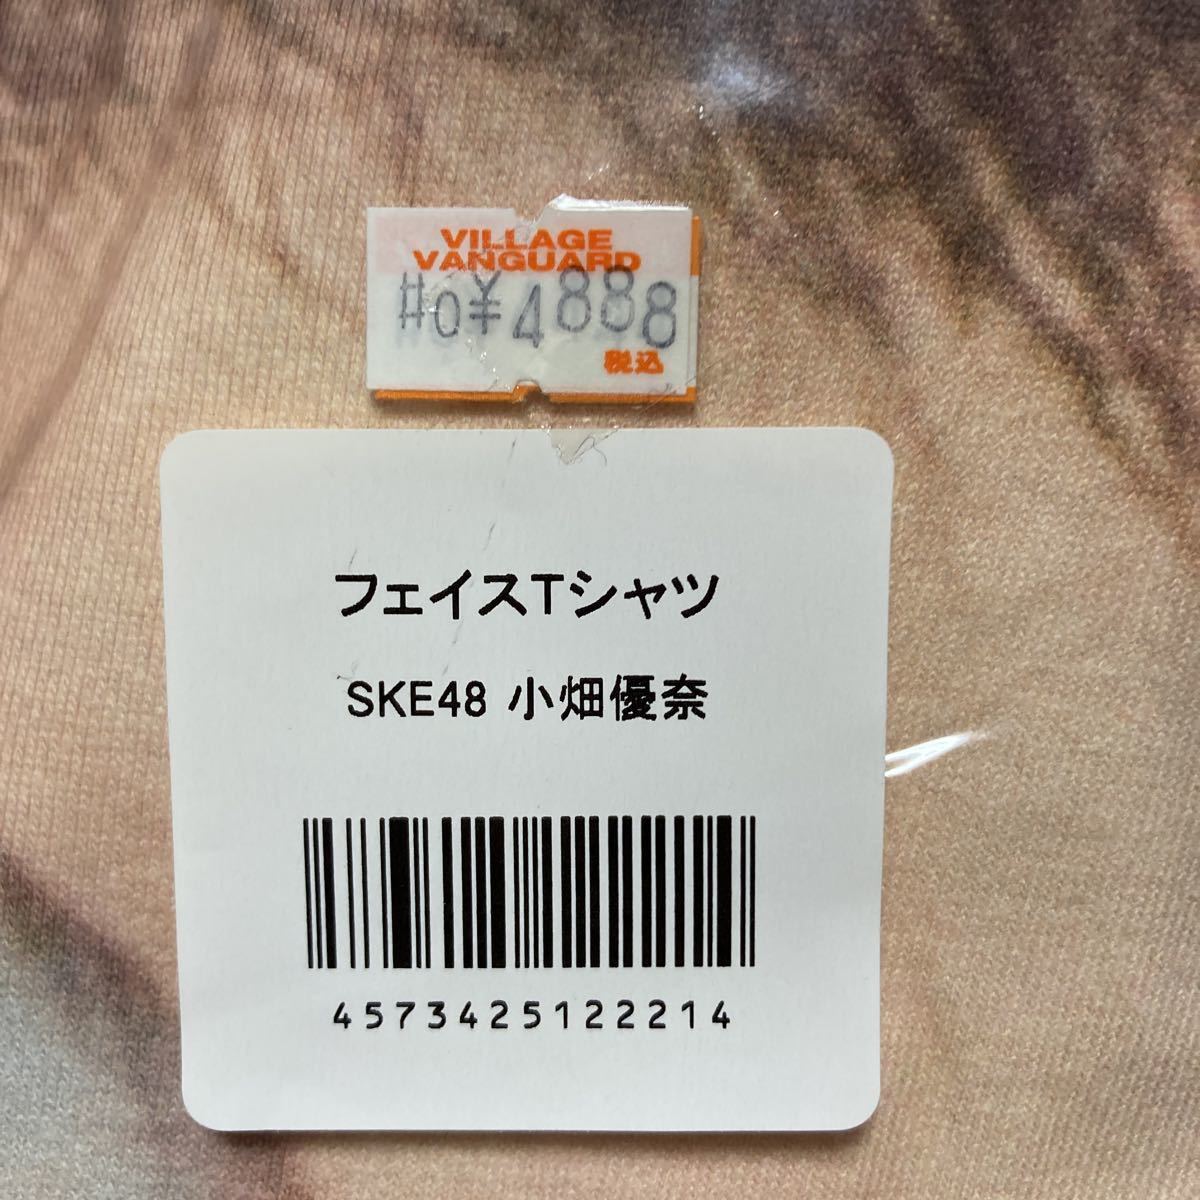 VILLAGE
VANGUARD
#0¥4888
税込
フェイスTシャツ
SKE48 小畑優奈
4573425122214